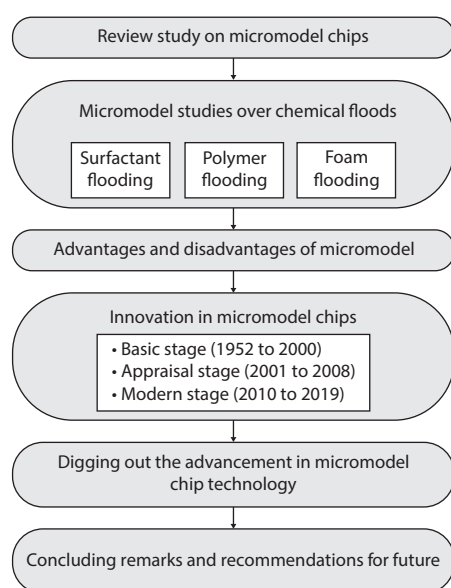 Review study on micromodel chips
Micromodel studies over chemical floods
Surfactant
flooding
Polymer
flooding
Foam
flooding
Advantages and disadvantages of micromodel
Innovation in micromodel chips
• Basic stage (1952 to 2000)
• Appraisal stage (2001 to 2008)
• Modern stage (2010 to 2019)
Digging out the advancement in micromodel
chip technology
Concluding remarks and recommendations for future